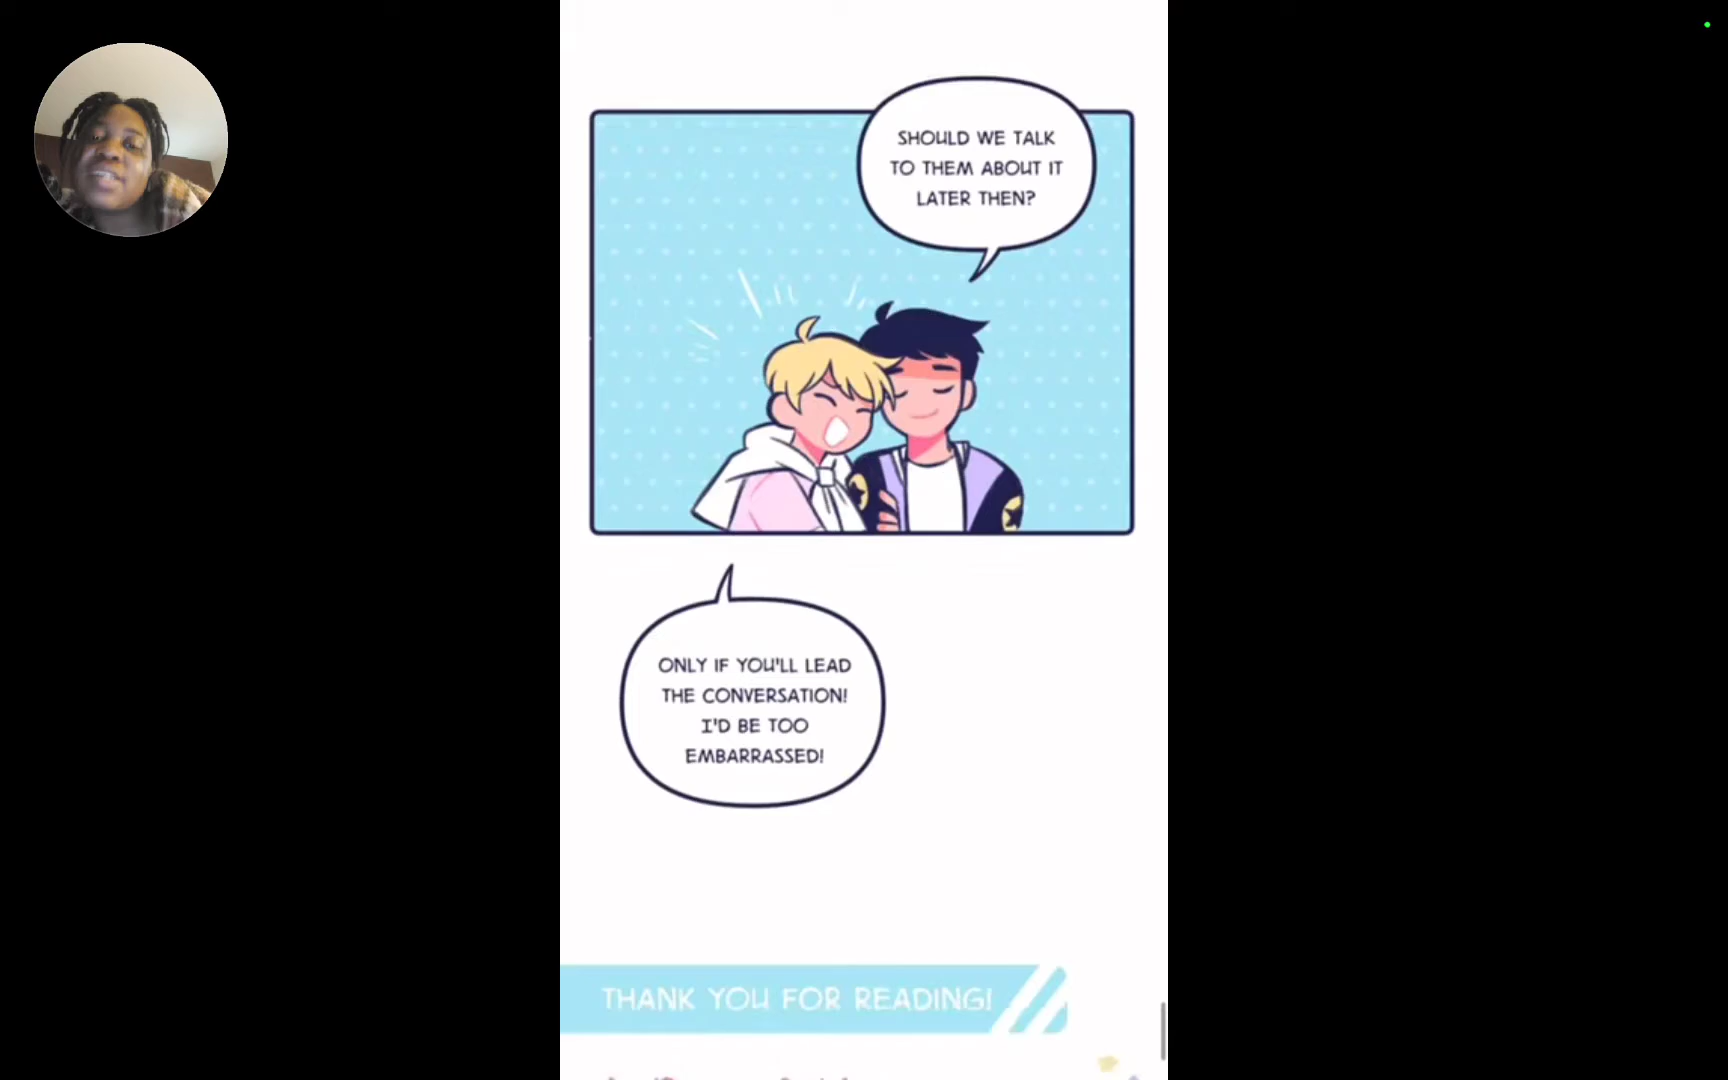 SHOULD WE TALK
TO THEM ABOUT IT
LATER THEN?
ONLY IF YOU'LL LEAD
THE CONVERSATION!
I'D BE TOO
EMBARRASSED!
THANK YOU FOR READING!